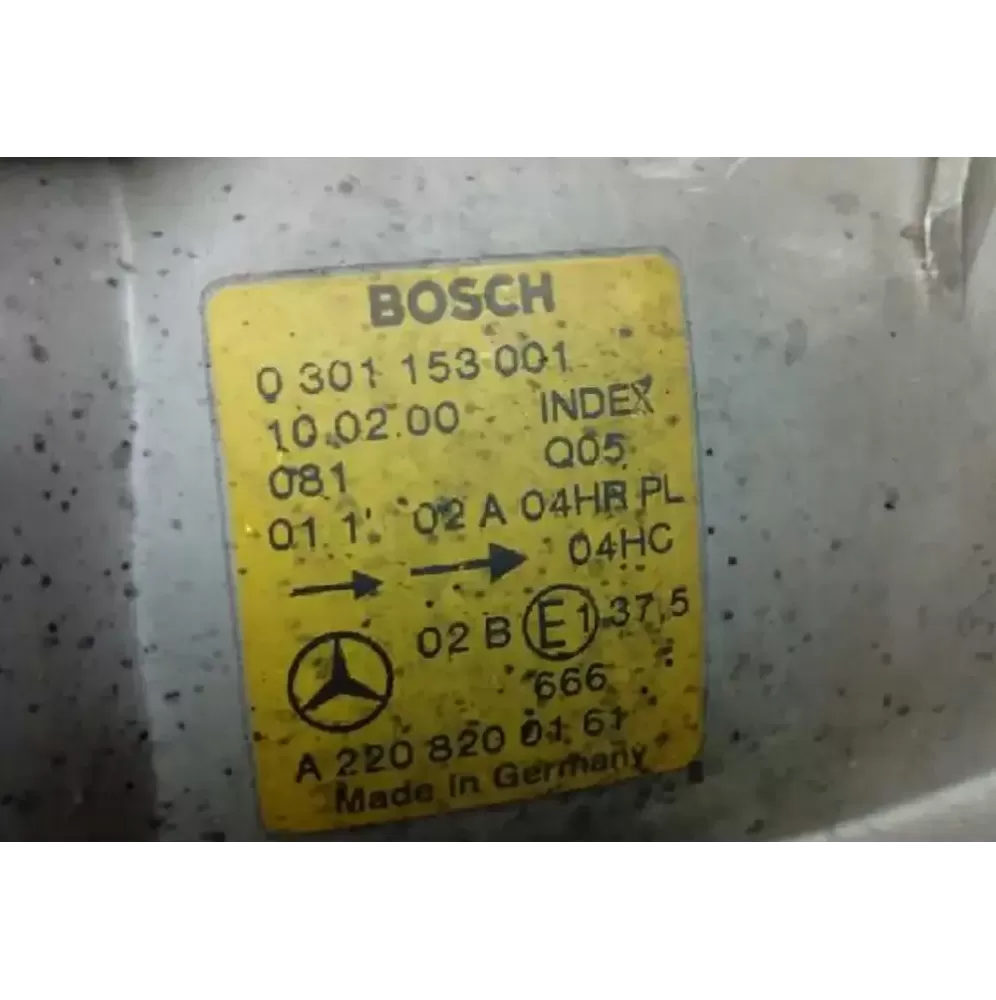 BOSCH
0 301 153 001
10.02.00 INDEX
081 Q05
01 1 02 A 04HR PL
04HC
02 B E1 37,5
666
A 220 820 01 61
Made in Germany